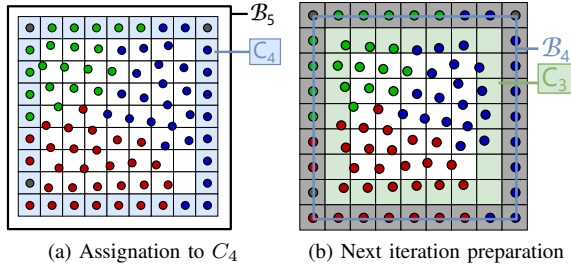 B₅
C₄
B₄
C₃
(a) Assignation to C₄
(b) Next iteration preparation